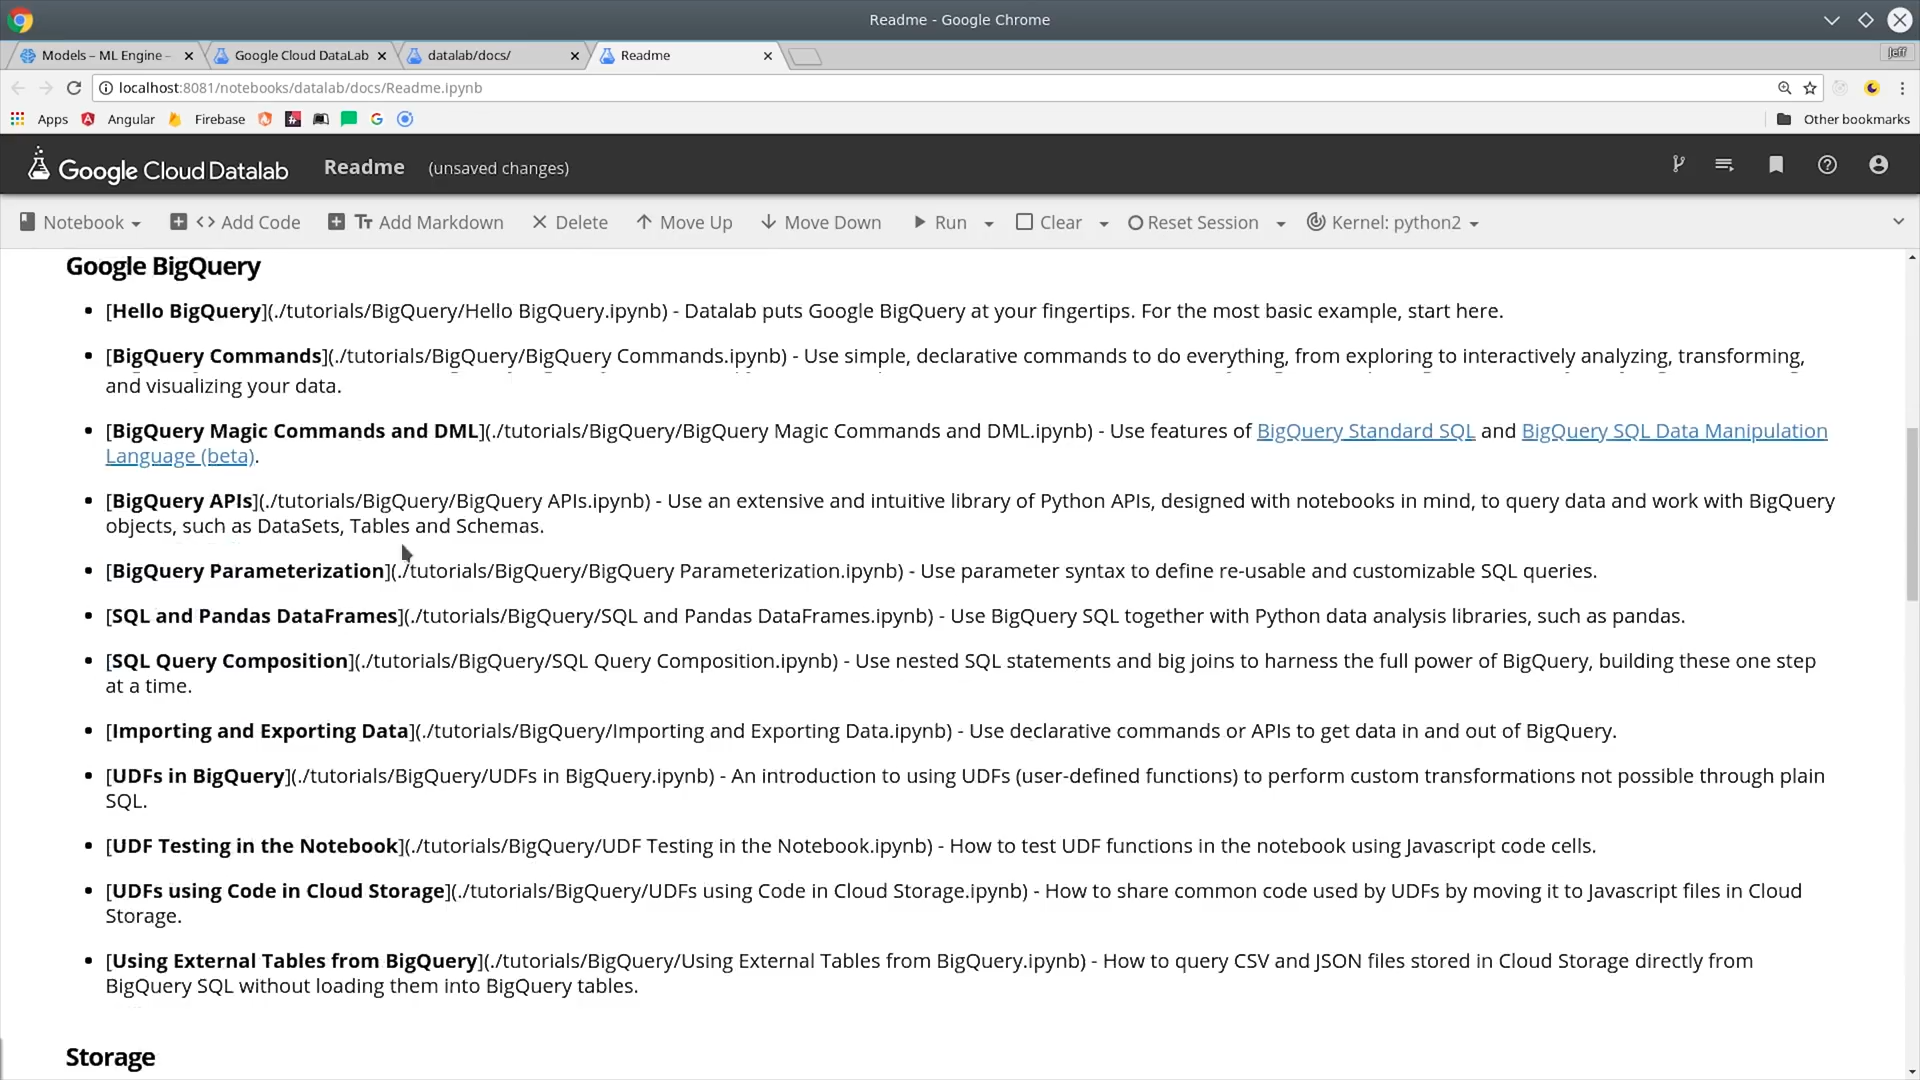 Readme - Google Chrome
Models – ML Engine –
Google Cloud DataLab
datalab/docs/
Readme
Jeff
localhost:8081/notebooks/datalab/docs/Readme.ipynb
Apps
Angular
Firebase
Other bookmarks
Google Cloud Datalab
Readme
(unsaved changes)
Notebook
<> Add Code
Tт Add Markdown
Delete
Move Up
Move Down
Run
Clear
Reset Session
Kernel: python2
Google BigQuery
• [Hello BigQuery](./tutorials/BigQuery/Hello BigQuery.ipynb) - Datalab puts Google BigQuery at your fingertips. For the most basic example, start here.
• [BigQuery Commands](./tutorials/BigQuery/BigQuery Commands.ipynb) - Use simple, declarative commands to do everything, from exploring to interactively analyzing, transforming,
and visualizing your data.
• [BigQuery Magic Commands and DML](./tutorials/BigQuery/BigQuery Magic Commands and DML.ipynb) - Use features of BigQuery Standard SQL and BigQuery SQL Data Manipulation
Language (beta).
• [BigQuery APIs](./tutorials/BigQuery/BigQuery APIs.ipynb) - Use an extensive and intuitive library of Python APIs, designed with notebooks in mind, to query data and work with BigQuery
objects, such as DataSets, Tables and Schemas.
• [BigQuery Parameterization](./tutorials/BigQuery/BigQuery Parameterization.ipynb) - Use parameter syntax to define re-usable and customizable SQL queries.
• [SQL and Pandas DataFrames](./tutorials/BigQuery/SQL and Pandas DataFrames.ipynb) - Use BigQuery SQL together with Python data analysis libraries, such as pandas.
• [SQL Query Composition](./tutorials/BigQuery/SQL Query Composition.ipynb) - Use nested SQL statements and big joins to harness the full power of BigQuery, building these one step
at a time.
• [Importing and Exporting Data](./tutorials/BigQuery/Importing and Exporting Data.ipynb) - Use declarative commands or APIs to get data in and out of BigQuery.
• [UDFs in BigQuery](./tutorials/BigQuery/UDFs in BigQuery.ipynb) - An introduction to using UDFs (user-defined functions) to perform custom transformations not possible through plain
SQL.
• [UDF Testing in the Notebook](./tutorials/BigQuery/UDF Testing in the Notebook.ipynb) - How to test UDF functions in the notebook using Javascript code cells.
• [UDFs using Code in Cloud Storage](./tutorials/BigQuery/UDFs using Code in Cloud Storage.ipynb) - How to share common code used by UDFs by moving it to Javascript files in Cloud
Storage.
• [Using External Tables from BigQuery](./tutorials/BigQuery/Using External Tables from BigQuery.ipynb) - How to query CSV and JSON files stored in Cloud Storage directly from
BigQuery SQL without loading them into BigQuery tables.
Storage